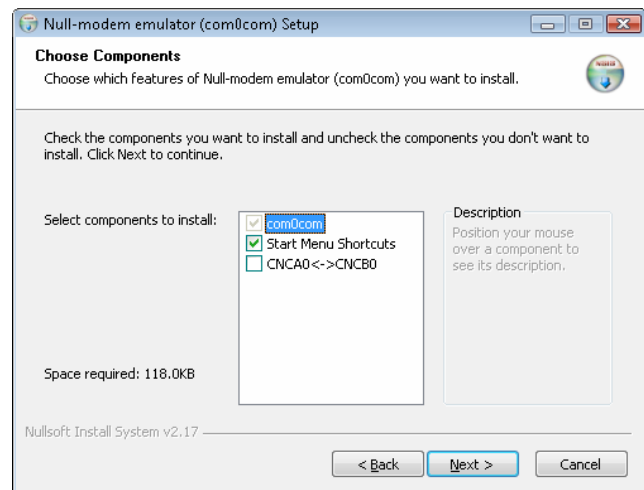 Null-modem emulator (com0com) Setup
Choose Components
Choose which features of Null-modem emulator (com0com) you want to install.
Check the components you want to install and uncheck the components you don't want to
install. Click Next to continue.
Select components to install:
com0com
Start Menu Shortcuts
CNCA0<->CNCB0
Description
Position your mouse
over a component to
see its description.
Space required: 118.0KB
Nullsoft Install System v2.17
< Back
Next >
Cancel